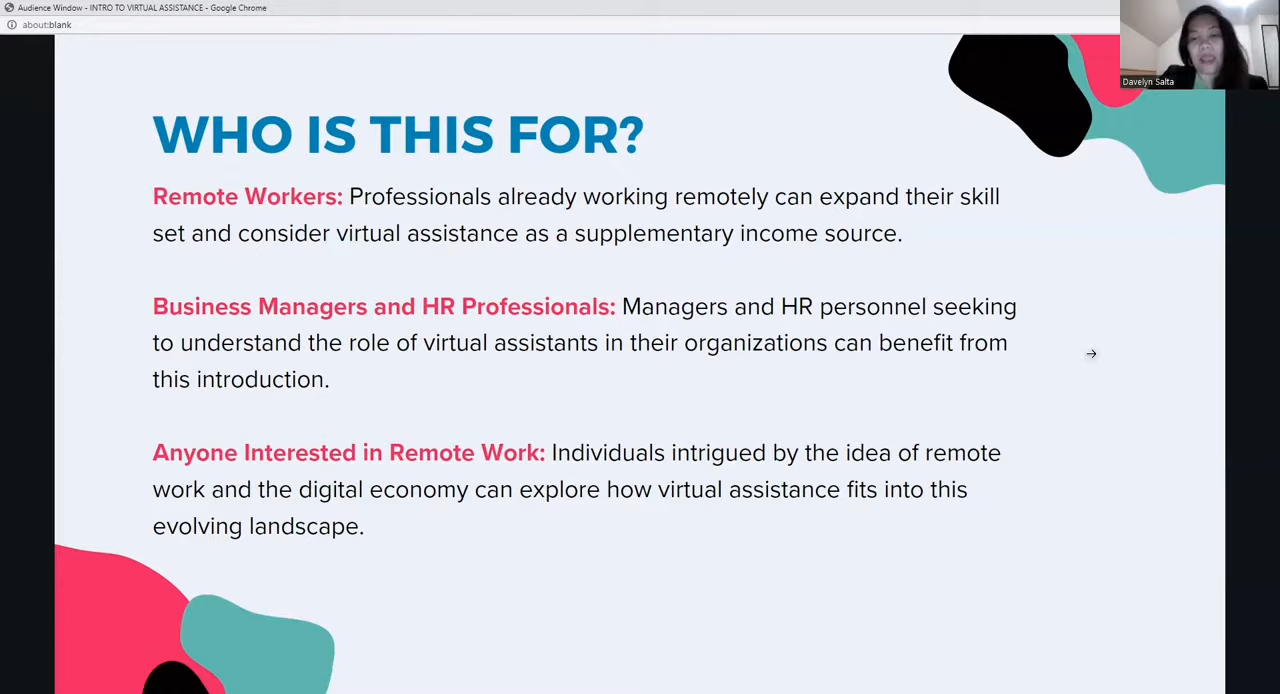 Audience Window - INTRO TO VIRTUAL ASSISTANCE - Google Chrome
about:blank
Davelyn Salta
WHO IS THIS FOR?
Remote Workers: Professionals already working remotely can expand their skill
set and consider virtual assistance as a supplementary income source.
Business Managers and HR Professionals: Managers and HR personnel seeking
to understand the role of virtual assistants in their organizations can benefit from
this introduction.
Anyone Interested in Remote Work: Individuals intrigued by the idea of remote
work and the digital economy can explore how virtual assistance fits into this
evolving landscape.